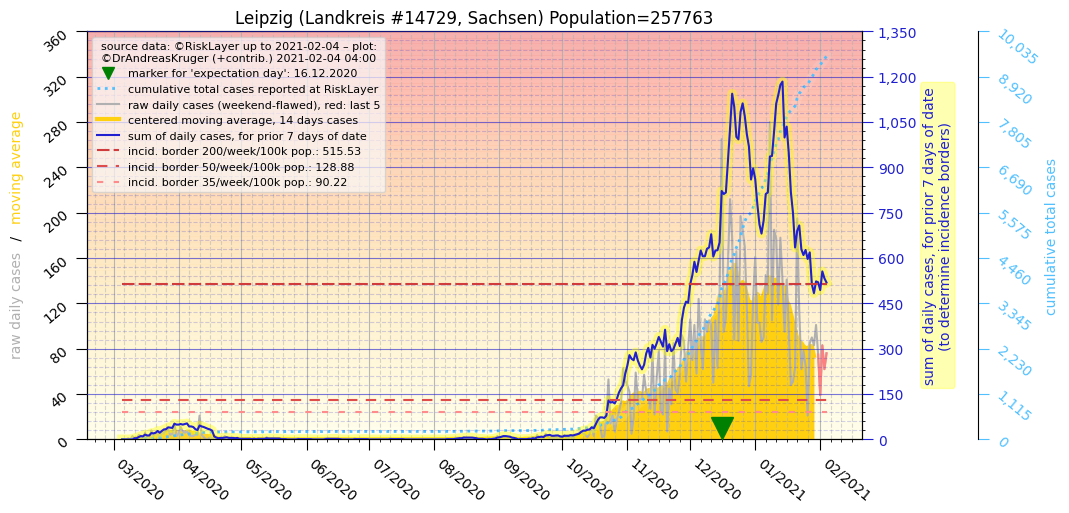 Leipzig (Landkreis #14729, Sachsen) Population=257763
source data: ©RiskLayer up to 2021-02-04 – plot:
©DrAndreasKruger (+contrib.) 2021-02-04 04:00
marker for 'expectation day': 16.12.2020
cumulative total cases reported at RiskLayer
raw daily cases (weekend-flawed), red: last 5
centered moving average, 14 days cases
sum of daily cases, for prior 7 days of date
incid. border 200/week/100k pop.: 515.53
incid. border 50/week/100k pop.: 128.88
incid. border 35/week/100k pop.: 90.22
raw daily cases / moving average
360
320
280
240
200
160
120
80
40
0
03/2020
04/2020
05/2020
06/2020
07/2020
08/2020
09/2020
10/2020
11/2020
12/2020
01/2021
02/2021
1,350
1,200
1,050
900
750
600
450
300
150
0
sum of daily cases, for prior 7 days of date
(to determine incidence borders)
10,035
8,920
7,805
6,690
5,575
4,460
3,345
2,230
1,115
0
cumulative total cases